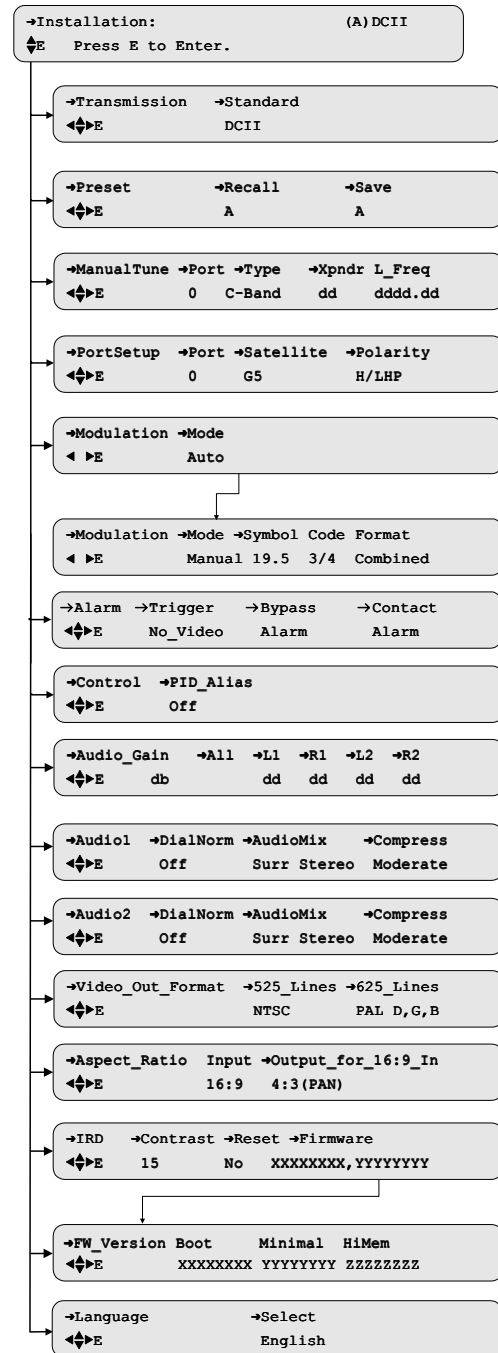 →Installation: (A)DCII
E Press E to Enter.
→Transmission →Standard
◀▶E DCII
→Preset →Recall →Save
◀▶E A A
→ManualTune →Port →Type →Xpndr L_Freq
◀▶E 0 C-Band dd dddd.dd
→PortSetup →Port →Satellite →Polarity
◀▶E 0 G5 H/LHP
→Modulation →Mode
◀ ▶E Auto
→Modulation →Mode →Symbol Code Format
◀ ▶E Manual 19.5 3/4 Combined
→Alarm →Trigger →Bypass →Contact
◀▶E No_Video Alarm Alarm
→Control →PID_Alias
◀▶E Off
→Audio_Gain →All →L1 →R1 →L2 →R2
◀▶E db dd dd dd dd
→Audio1 →DialNorm →AudioMix →Compress
◀▶E Off Surr Stereo Moderate
→Audio2 →DialNorm →AudioMix →Compress
◀▶E Off Surr Stereo Moderate
→Video_Out_Format →525_Lines →625_Lines
◀▶E NTSC PAL D,G,B
→Aspect_Ratio Input →Output_for_16:9_In
◀▶E 16:9 4:3(PAN)
→IRD →Contrast →Reset →Firmware
◀▶E 15 No XXXXXXXX,YYYYYYYY
→FW_Version Boot Minimal HiMem
◀▶E XXXXXXXX YYYYYYYY ZZZZZZZZ
→Language →Select
◀▶E English